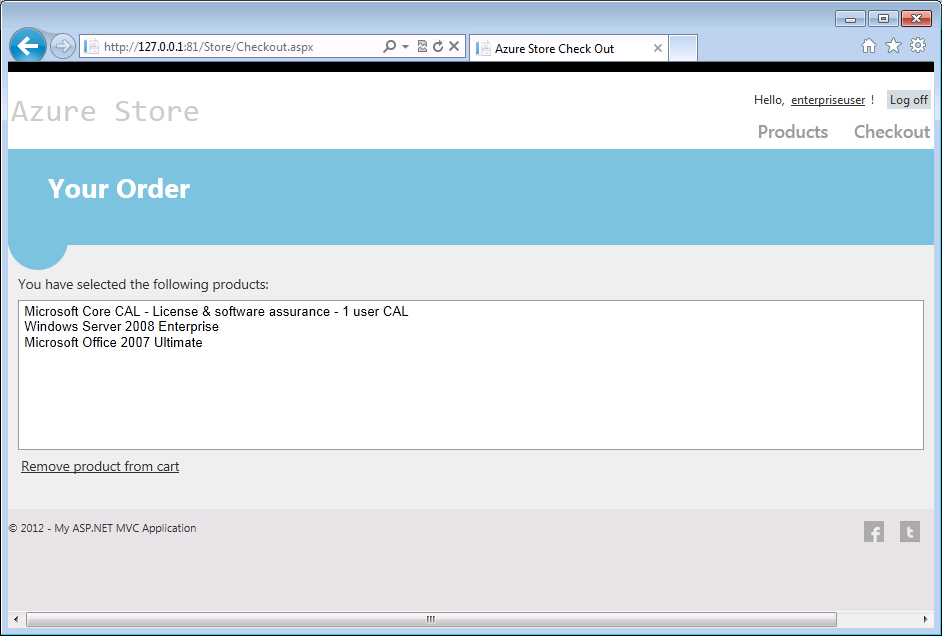 http://127.0.0.1:81/Store/Checkout.aspx
Azure Store Check Out
Azure Store
Hello, enterpriseuser ! Log off
Products Checkout
Your Order
You have selected the following products:
Microsoft Core CAL - License & software assurance - 1 user CAL
Windows Server 2008 Enterprise
Microsoft Office 2007 Ultimate
Remove product from cart
© 2012 - My ASP.NET MVC Application